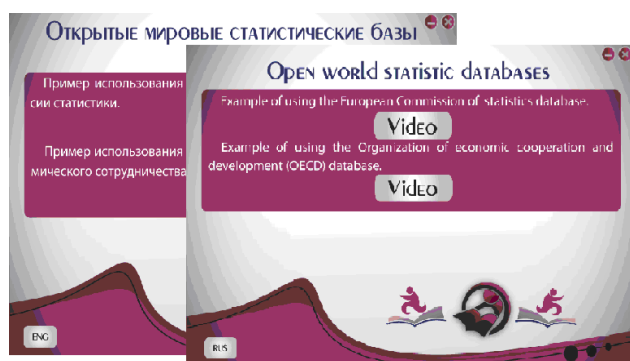 Открытые мировые статистические базы
Пример использования
сии статистики.
Пример использования
мического сотрудничества
ENG
Open world statistic databases
Example of using the European Commission of statistics database.
Video
Example of using the Organization of economic cooperation and
development (OECD) database.
Video
RUS